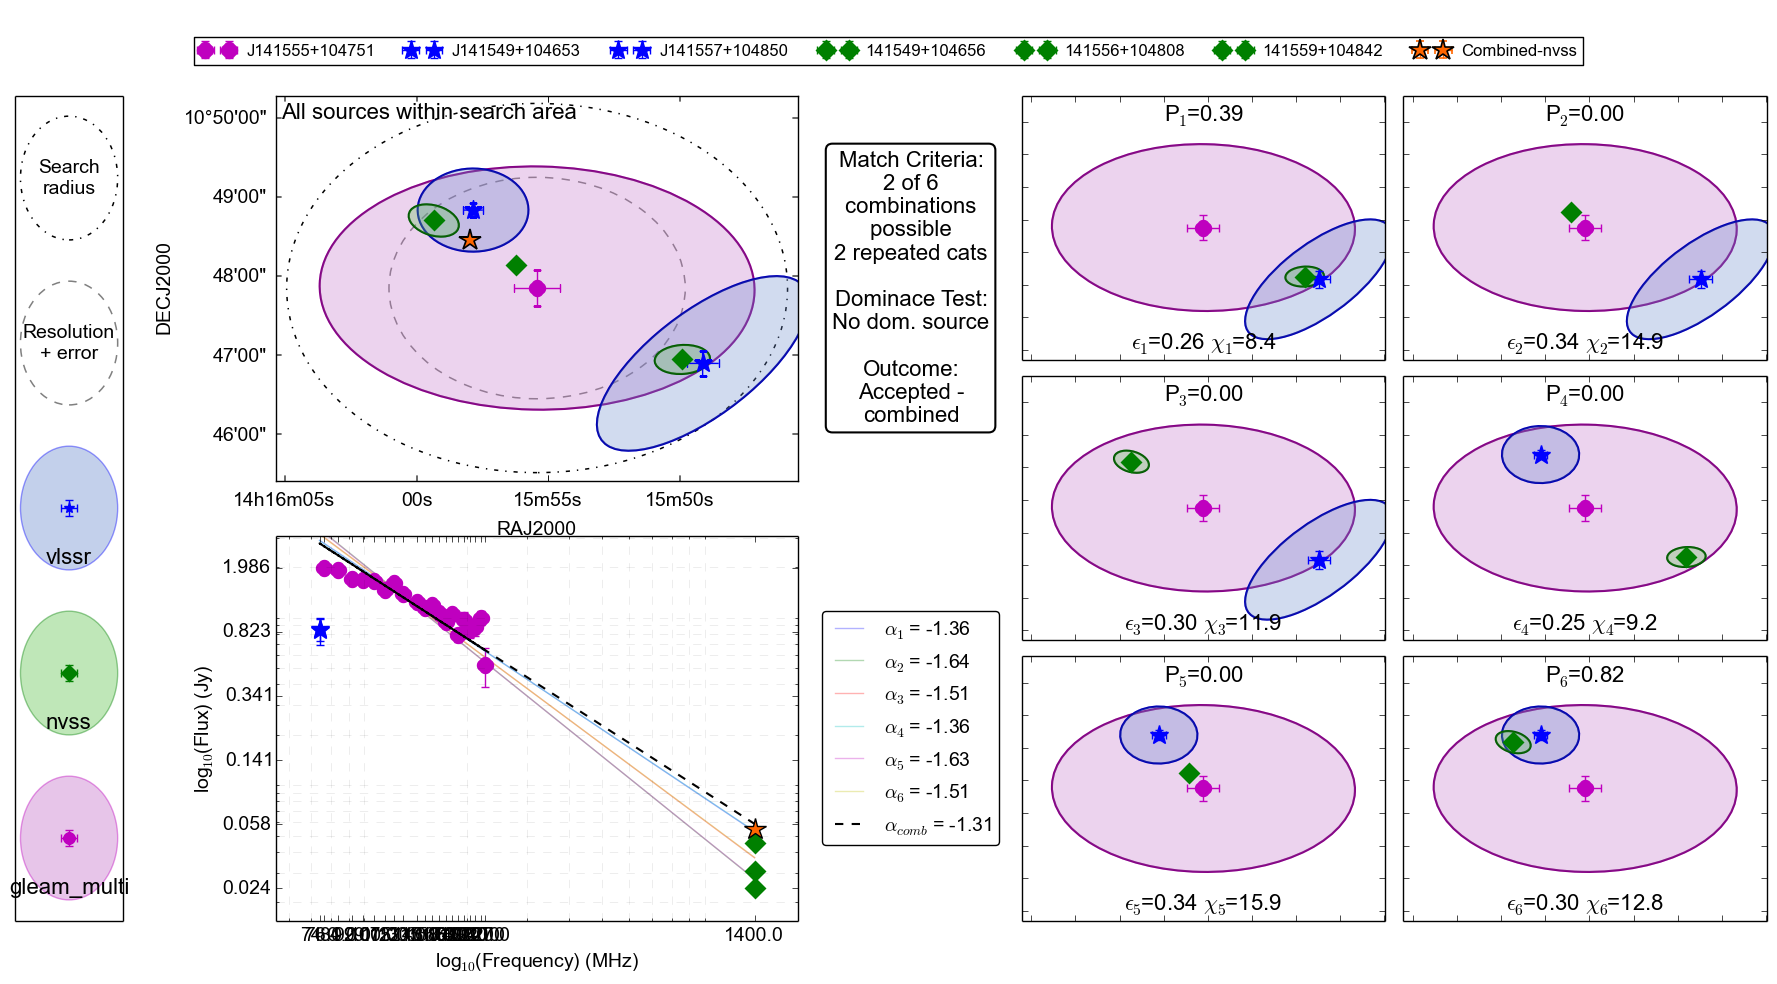 J141555+104751 J141549+104653 J141557+104850 141549+104656 141556+104808 141559+104842 Combined-nvss
Search
radius
Resolution
+ error
vlssr
nvss
gleam_multi
All sources within search area
10°50'00"
49'00"
48'00"
47'00"
46'00"
DECJ2000
14h16m05s 00s 15m55s 15m50s
RAJ2000
Match Criteria:
2 of 6
combinations
possible
2 repeated cats
Dominace Test:
No dom. source
Outcome:
Accepted -
combined
1.986
0.823
0.341
0.141
0.058
0.024
log₁₀(Flux) (Jy)
1400.0
log₁₀(Frequency) (MHz)
α₁ = -1.36
α₂ = -1.64
α₃ = -1.51
α₄ = -1.36
α₅ = -1.63
α₆ = -1.51
α_comb = -1.31
P₁=0.39
ϵ₁=0.26 χ₁=8.4
P₂=0.00
ϵ₂=0.34 χ₂=14.9
P₃=0.00
ϵ₃=0.30 χ₃=11.9
P₄=0.00
ϵ₄=0.25 χ₄=9.2
P₅=0.00
ϵ₅=0.34 χ₅=15.9
P₆=0.82
ϵ₆=0.30 χ₆=12.8